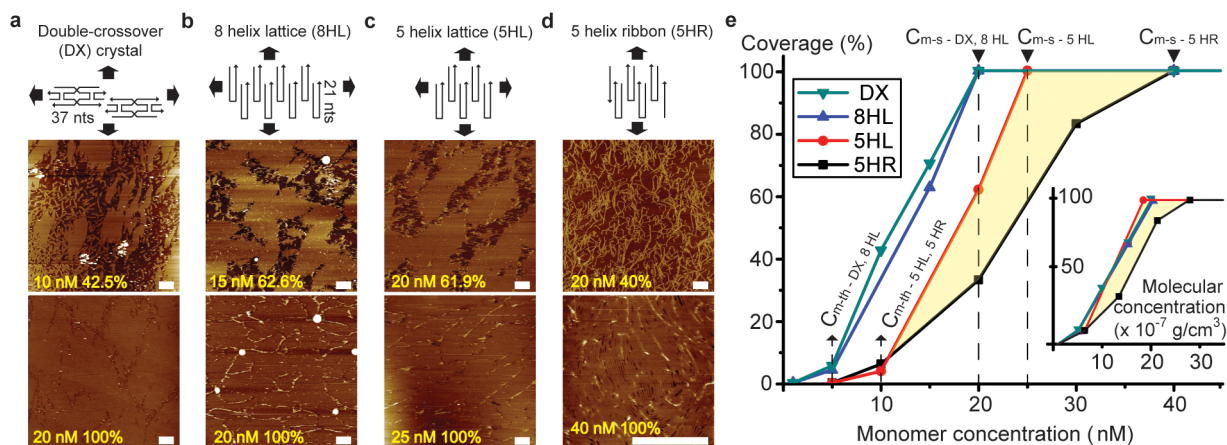 a
Double-crossover
(DX) crystal
37 nts
10 nM 42.5%
20 nM 100%
b
8 helix lattice (8HL)
21 nts
15 nM 62.6%
20 nM 100%
c
5 helix lattice (5HL)
20 nM 61.9%
25 nM 100%
d
5 helix ribbon (5HR)
20 nM 40%
40 nM 100%
e
Coverage (%)
Cm-s - DX, 8 HL
Cm-s - 5 HL
Cm-s - 5 HR
100
80
60
40
20
0
DX
8HL
5HL
5HR
Cm-th - DX, 8 HL
Cm-th - 5 HL, 5 HR
100
50
Molecular
concentration
(x 10-7 g/cm3)
10 20 30
10 20 30 40
Monomer concentration (nM)